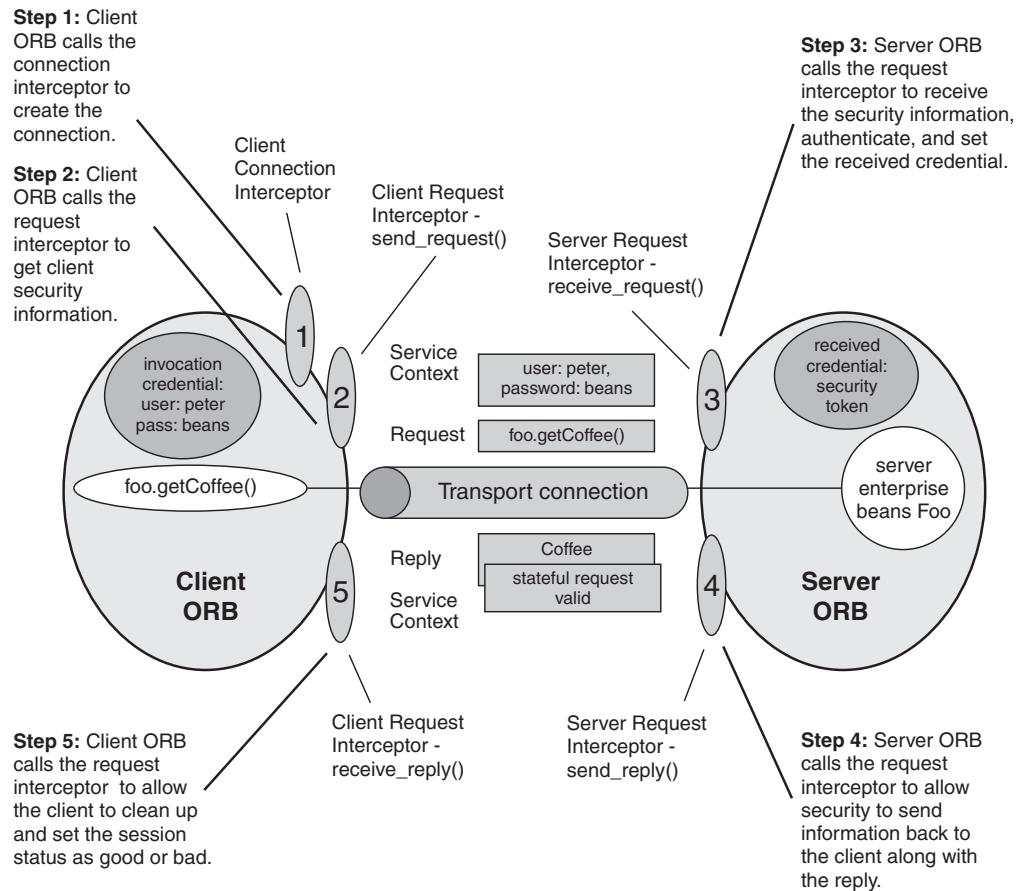 Step 1: Client
ORB calls the
connection
interceptor to
create the
connection.
Step 2: Client
ORB calls the
request
interceptor to
get client
security
information.
Client
Connection
Interceptor
Client Request
Interceptor -
send_request()
Server Request
Interceptor -
receive_request()
Step 3: Server ORB
calls the request
interceptor to receive
the security information,
authenticate, and set
the received credential.
1
2
3
invocation
credential:
user: peter
pass: beans
Service
Context
user: peter,
password: beans
Request
foo.getCoffee()
received
credential:
security
token
foo.getCoffee()
Transport connection
server
enterprise
beans Foo
Client
ORB
5
Reply
Coffee
Service
Context
stateful request
valid
4
Server
ORB
Client Request
Interceptor -
receive_reply()
Server Request
Interceptor -
send_reply()
Step 5: Client ORB
calls the request
interceptor to allow
the client to clean up
and set the session
status as good or bad.
Step 4: Server ORB
calls the request
interceptor to allow
security to send
information back to
the client along with
the reply.